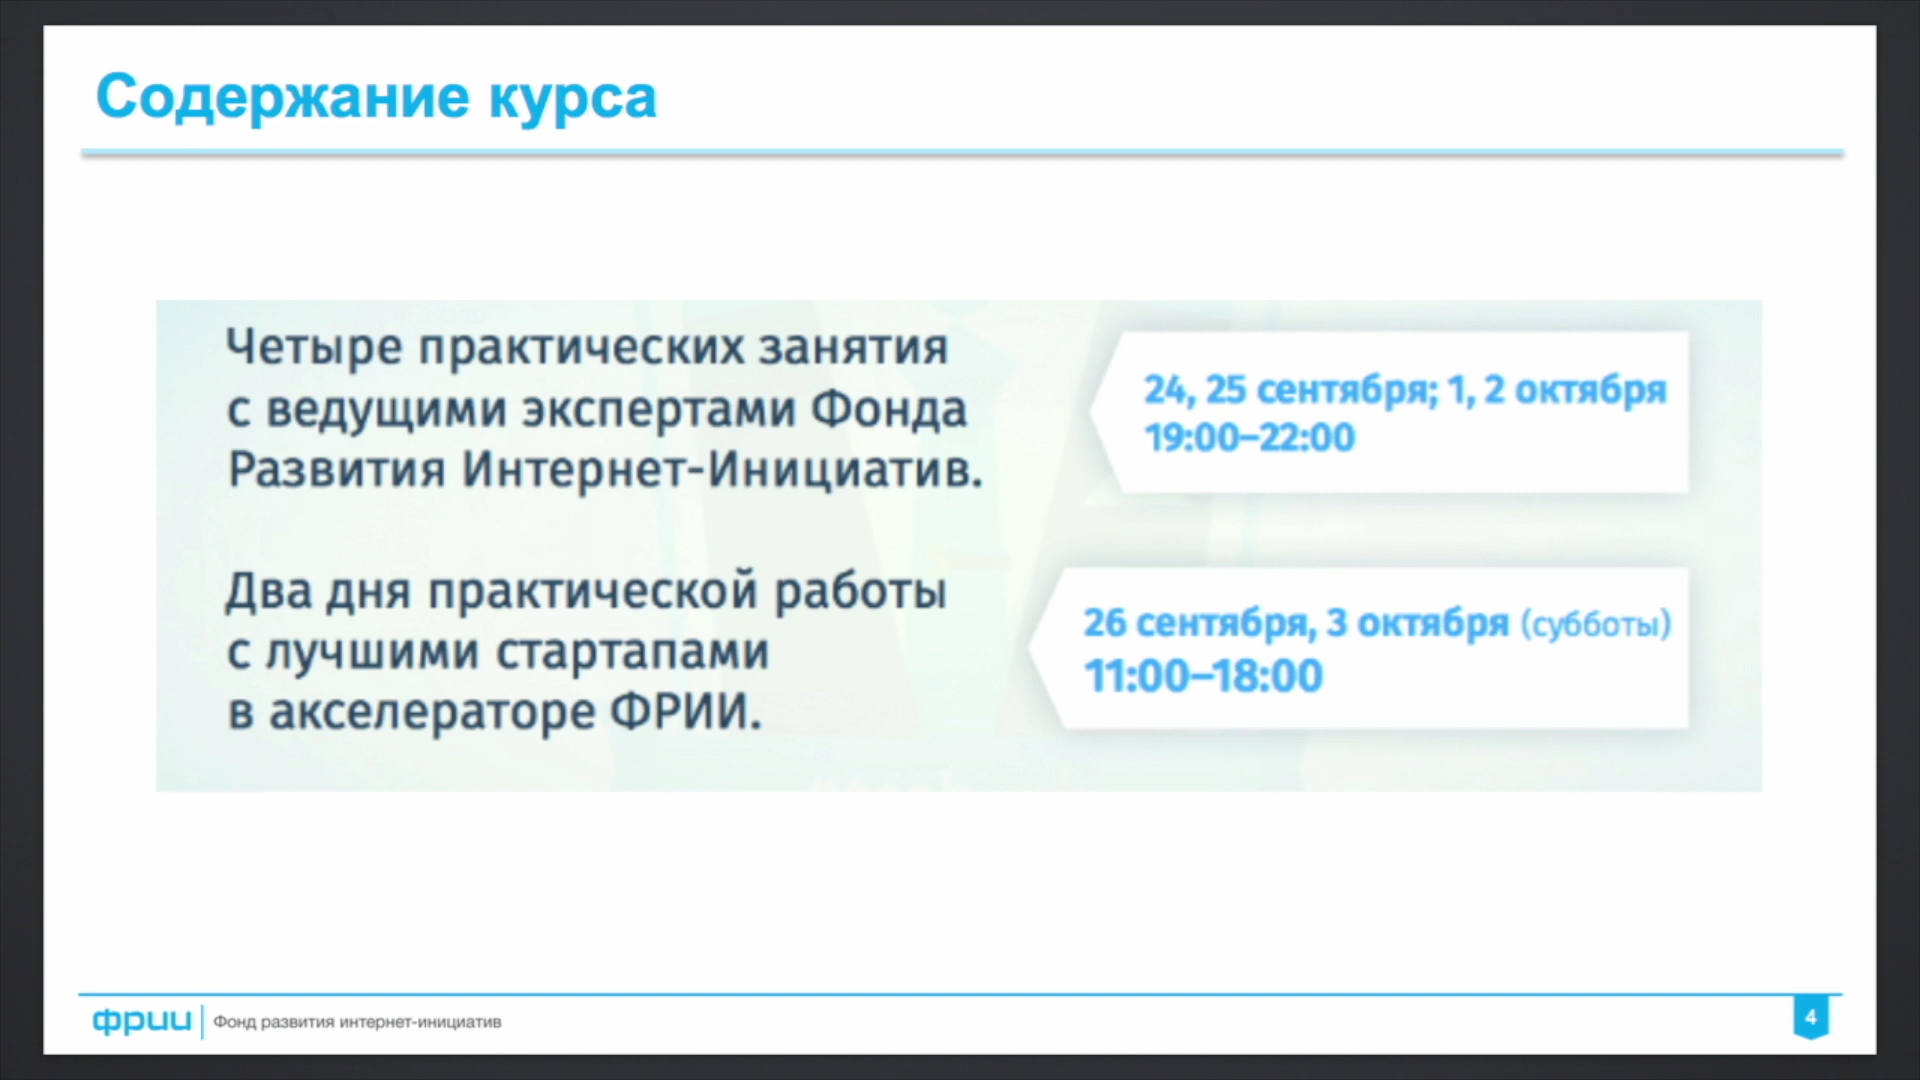 Содержание курса
Четыре практических занятия
с ведущими экспертами Фонда
Развития Интернет-Инициатив.
24, 25 сентября; 1, 2 октября
19:00–22:00
Два дня практической работы
с лучшими стартапами
в акселераторе ФРИИ.
26 сентября, 3 октября (субботы)
11:00–18:00
фрии Фонд развития интернет-инициатив
4